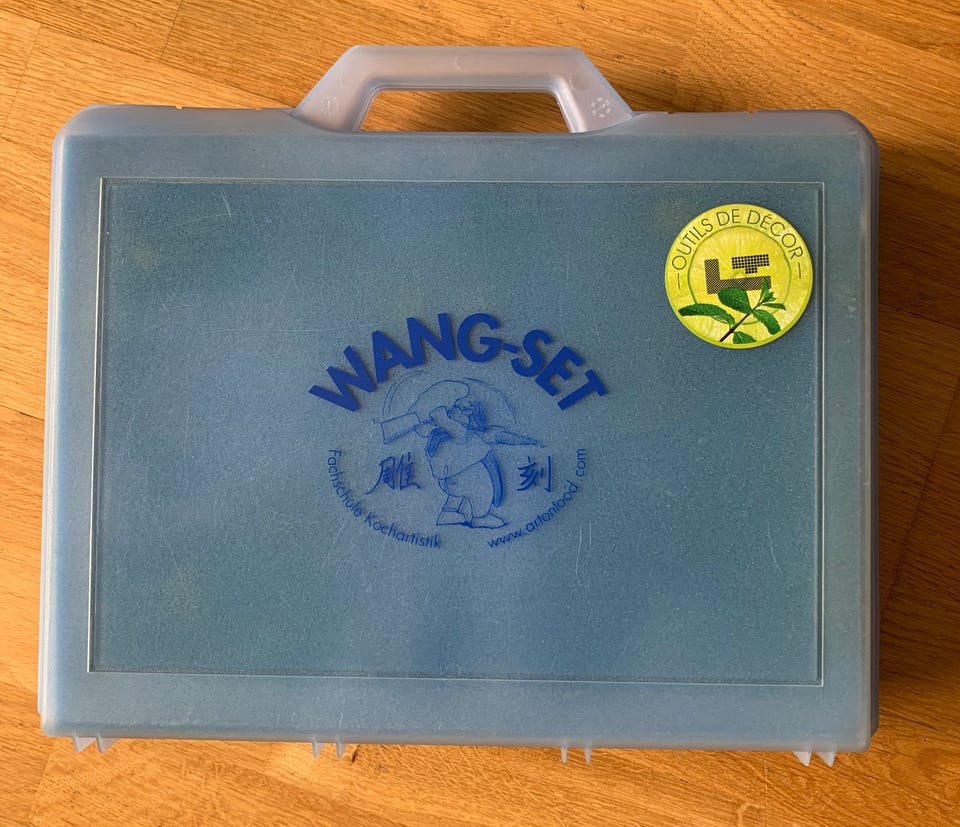 OUTILS DE DÉCOR
WANG-SET
雕 刻
Fachschule Kochartistik
www.artonfood.com